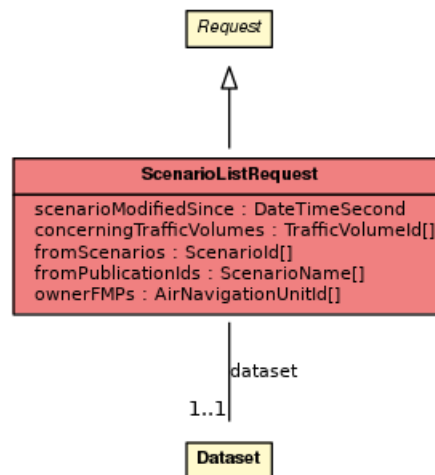 Request
ScenarioListRequest
scenarioModifiedSince : DateTimeSecond
concerningTrafficVolumes : TrafficVolumeId[]
fromScenarios : ScenarioId[]
fromPublicationIds : ScenarioName[]
ownerFMPs : AirNavigationUnitId[]
dataset
1..1
Dataset